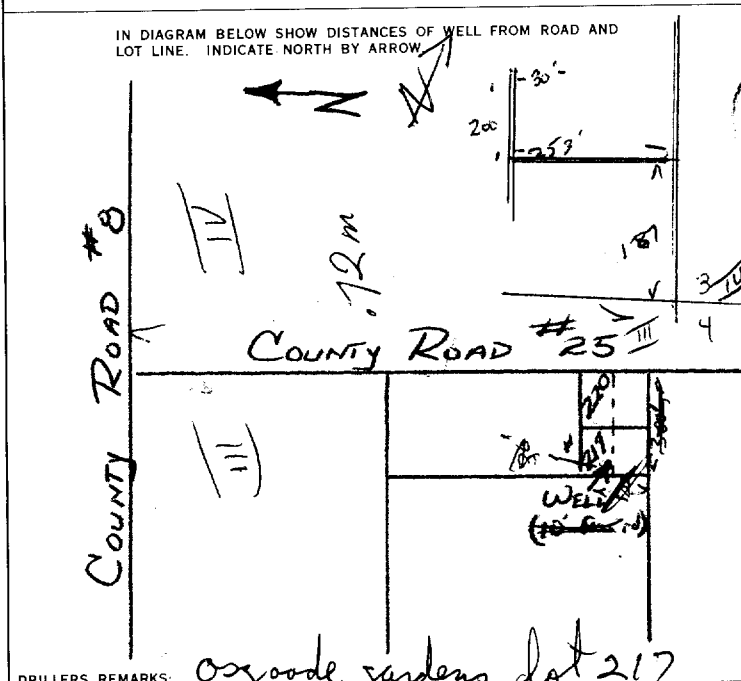 IN DIAGRAM BELOW SHOW DISTANCES OF WELL FROM ROAD AND
LOT LINE. INDICATE NORTH BY ARROW
N
N
30'
200
253'
187
IV
.72 m
3
IV
4
COUNTY ROAD #8
COUNTY ROAD #25
III
III
220
217
WELL
DRILLERS REMARKS: Osgoode Gardens Lot 217